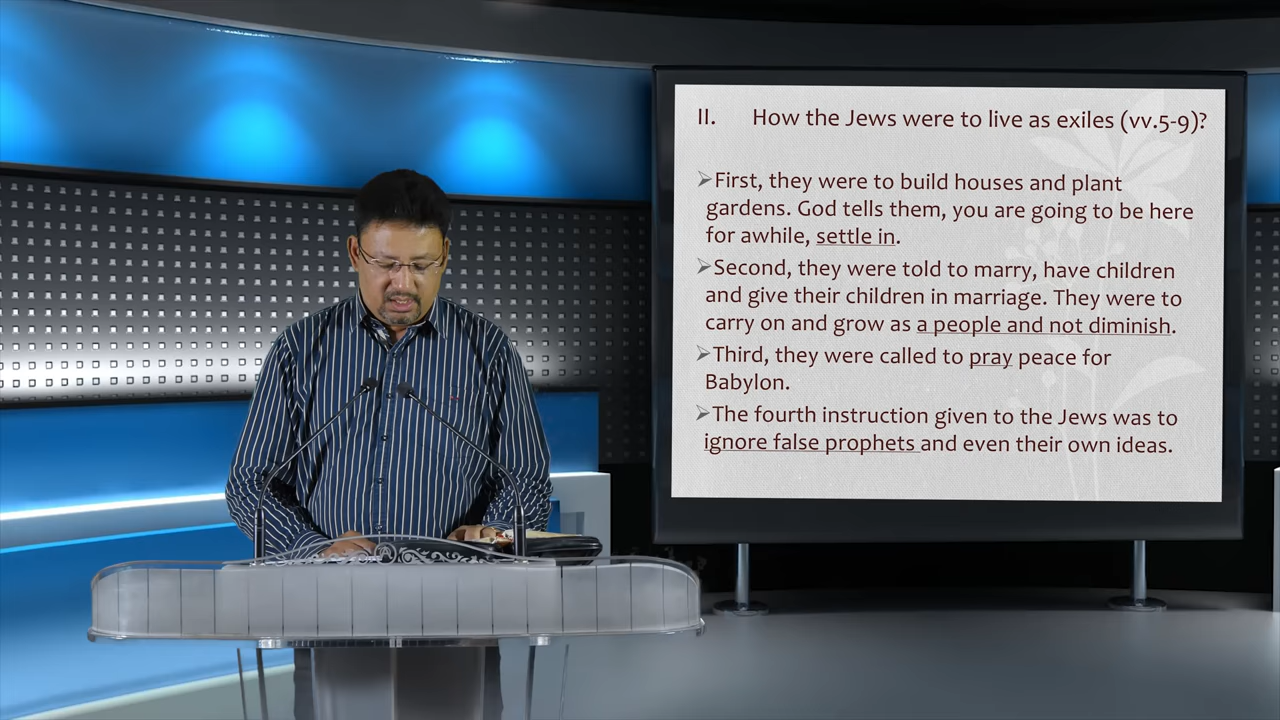 II. How the Jews were to live as exiles (vv.5-9)?
➢First, they were to build houses and plant
gardens. God tells them, you are going to be here
for awhile, settle in.
➢Second, they were told to marry, have children
and give their children in marriage. They were to
carry on and grow as a people and not diminish.
➢Third, they were called to pray peace for
Babylon.
➢The fourth instruction given to the Jews was to
ignore false prophets and even their own ideas.